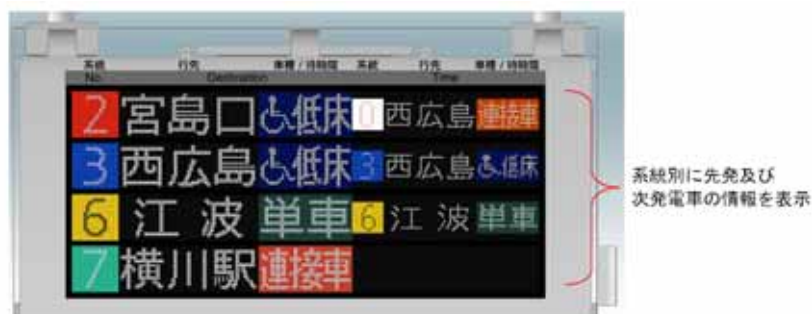 系統 行先 車種 / 待時間 系統 行先 車種 / 待時間
No. Destination Time
2 宮島口 低床 0 西広島 連接車
3 西広島 低床 3 西広島 低床
6 江 波 単車 6 江 波 単車
7 横川駅 連接車
系統別に先発及び
次発電車の情報を表示